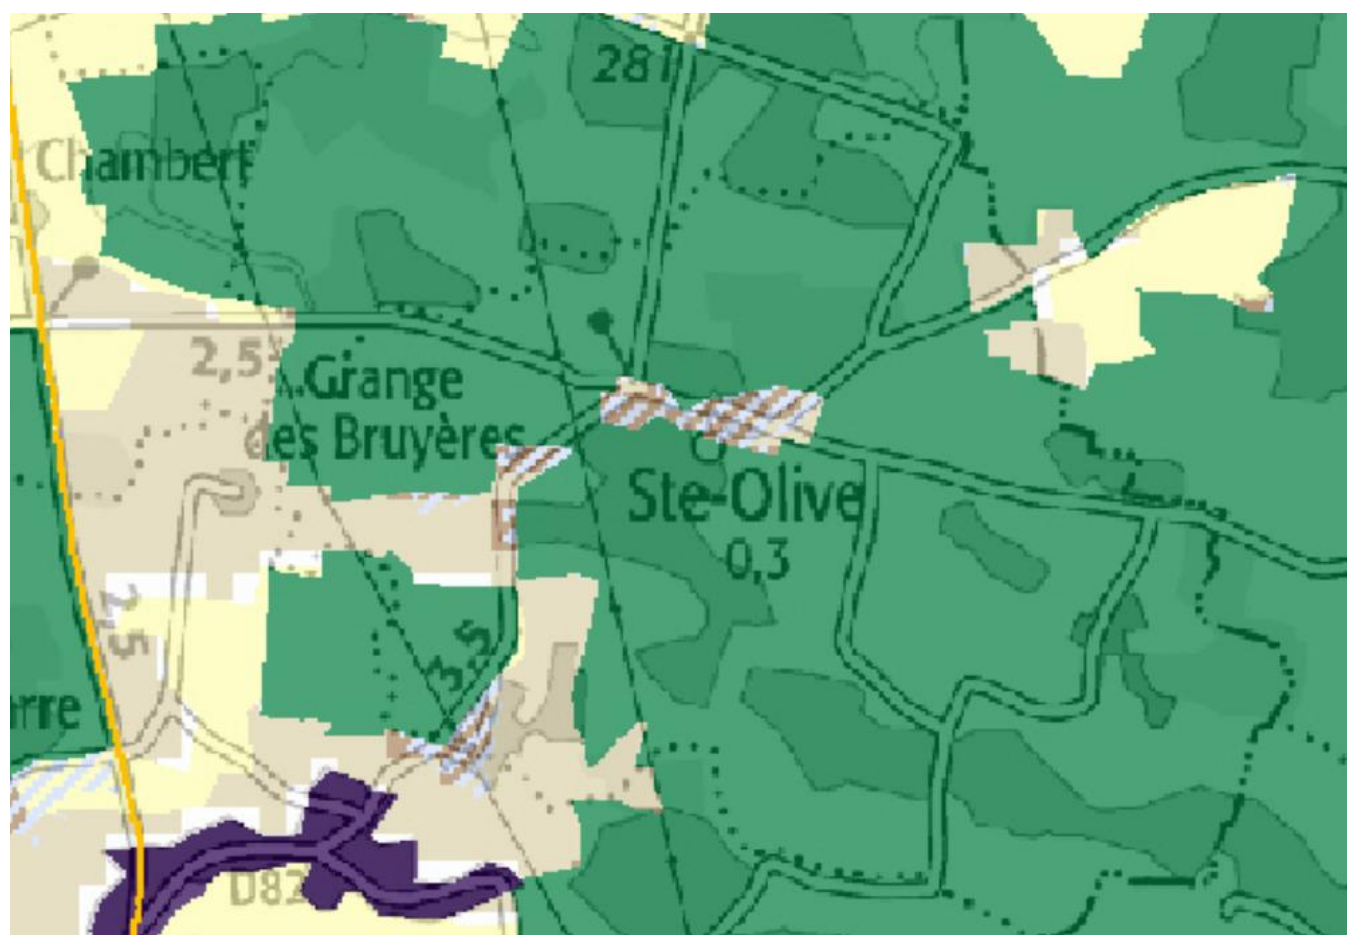 281
Chambert
2,5
Grange
des Bruyères
Ste-Olive
0,3
2,5
3,5
rre
D82